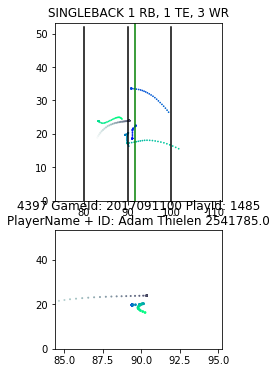 SINGLEBACK 1 RB, 1 TE, 3 WR
50
40
30
20
10
0
80 90 100 110
4397 GameId: 2017091100 PlayId: 1485
PlayerName + ID: Adam Thielen 2541785.0
40
20
0
85.0 87.5 90.0 92.5 95.0